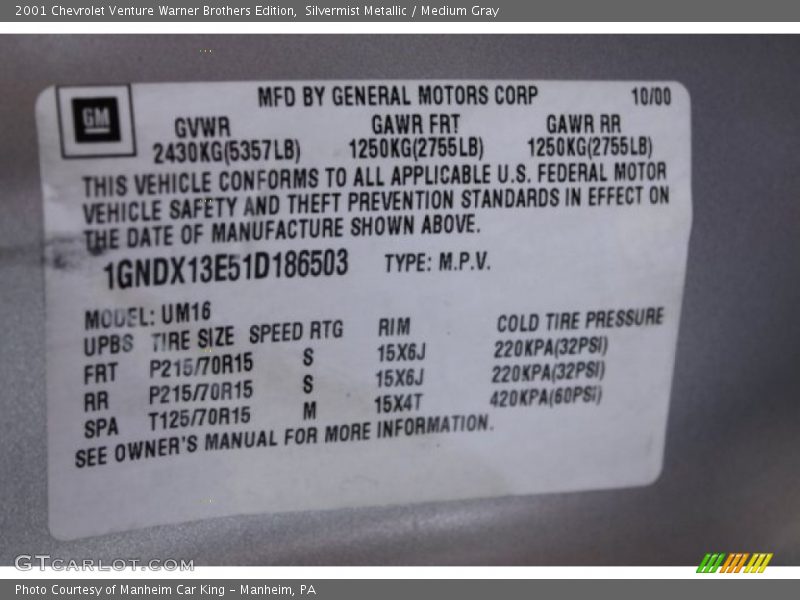 2001 Chevrolet Venture Warner Brothers Edition,  Silvermist Metallic / Medium Gray
GM
MFD BY GENERAL MOTORS CORP 10/00
GVWR GAWR FRT GAWR RR
2430KG(5357LB) 1250KG(2755LB) 1250KG(2755LB)
THIS VEHICLE CONFORMS TO ALL APPLICABLE U.S. FEDERAL MOTOR
VEHICLE SAFETY AND THEFT PREVENTION STANDARDS IN EFFECT ON
THE DATE OF MANUFACTURE SHOWN ABOVE.
1GNDX13E51D186503 TYPE: M.P.V.
MODEL: UM16
UPBS TIRE SIZE SPEED RTG RIM COLD TIRE PRESSURE
FRT P215/70R15 S 15X6J 220KPA(32PSI)
RR P215/70R15 S 15X6J 220KPA(32PSI)
SPA T125/70R15 M 15X4T 420KPA(60PSI)
SEE OWNER'S MANUAL FOR MORE INFORMATION.
GTCARLOT.COM
Photo Courtesy of Manheim Car King - Manheim, PA